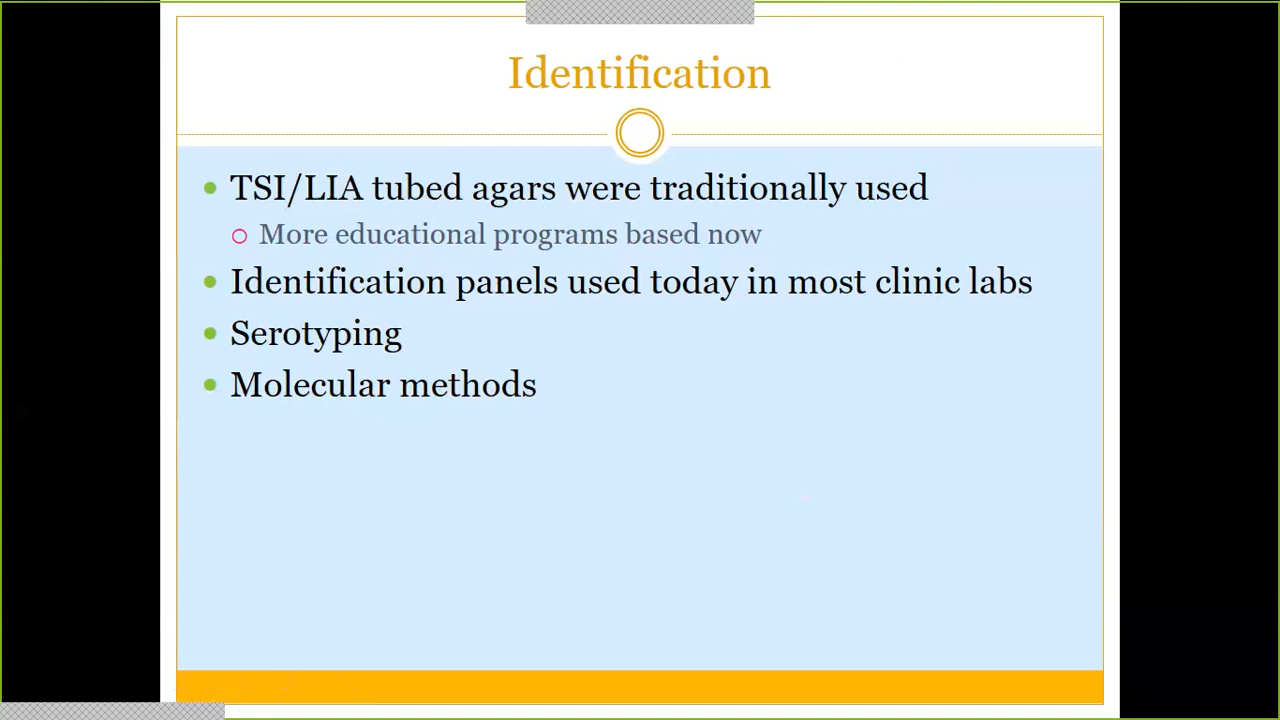 Identification
TSI/LIA tubed agars were traditionally used
More educational programs based now
Identification panels used today in most clinic labs
Serotyping
Molecular methods